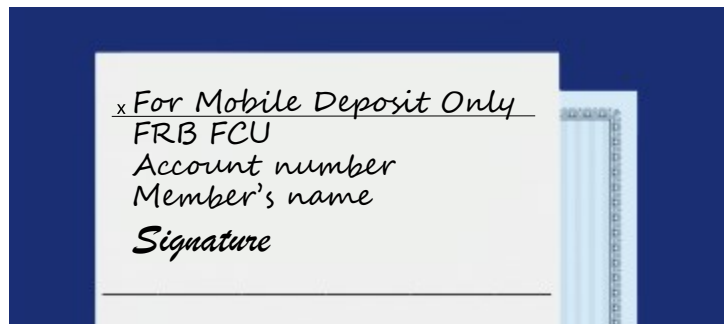 x For Mobile Deposit Only
FRB FCU
Account number
Member's name
Signature